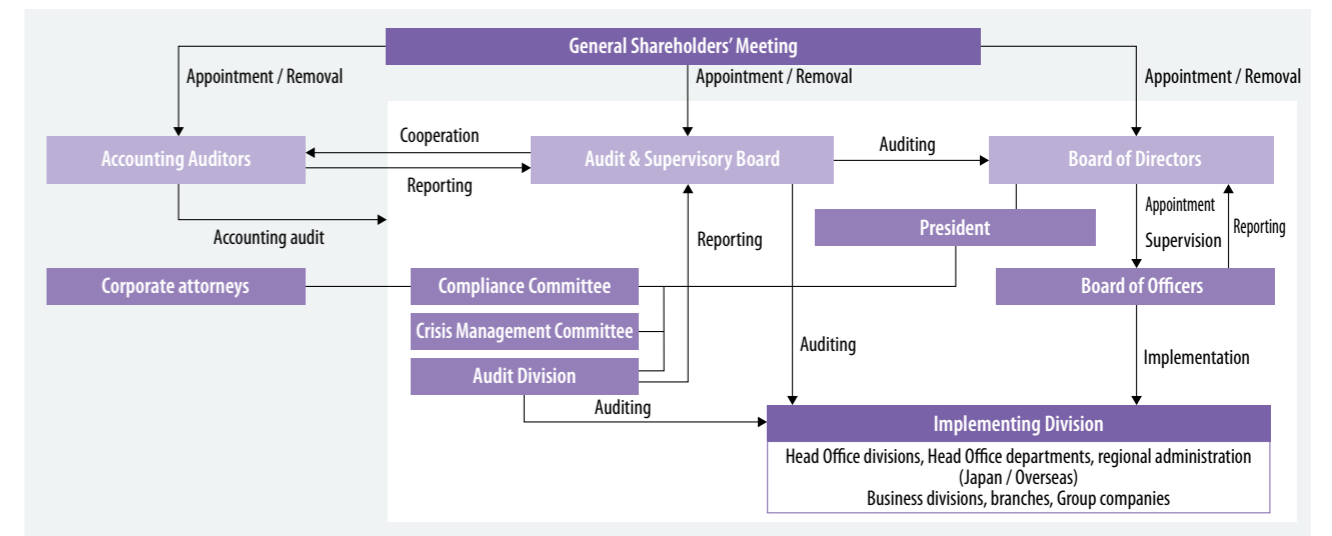 General Shareholders' Meeting
Appointment / Removal
Appointment / Removal
Appointment / Removal
Accounting Auditors
Cooperation
Reporting
Audit & Supervisory Board
Auditing
Board of Directors
Accounting audit
President
Appointment
Supervision
Reporting
Reporting
Corporate attorneys
Compliance Committee
Board of Officers
Crisis Management Committee
Audit Division
Auditing
Auditing
Implementation
Implementing Division
Head Office divisions, Head Office departments, regional administration
(Japan / Overseas)
Business divisions, branches, Group companies